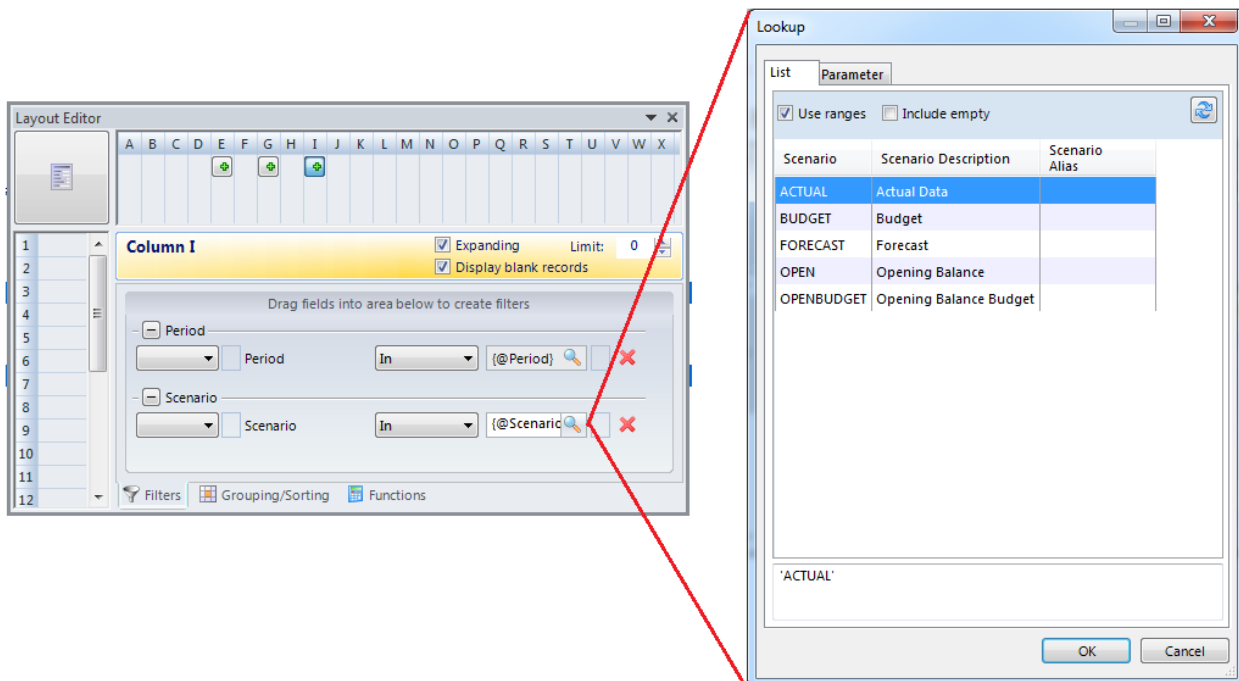 Layout Editor
A B C D E F G H I J K L M N O P Q R S T U V W X
1
2
3
4
5
6
7
8
9
10
11
12
Column I
Expanding Limit: 0
Display blank records
Drag fields into area below to create filters
Period
Period In {@Period}
Scenario
Scenario In {@Scenaric
Filters Grouping/Sorting Functions
Lookup
List Parameter
Use ranges Include empty
Scenario Scenario Description Scenario Alias
ACTUAL Actual Data
BUDGET Budget
FORECAST Forecast
OPEN Opening Balance
OPENBUDGET Opening Balance Budget
'ACTUAL'
OK Cancel